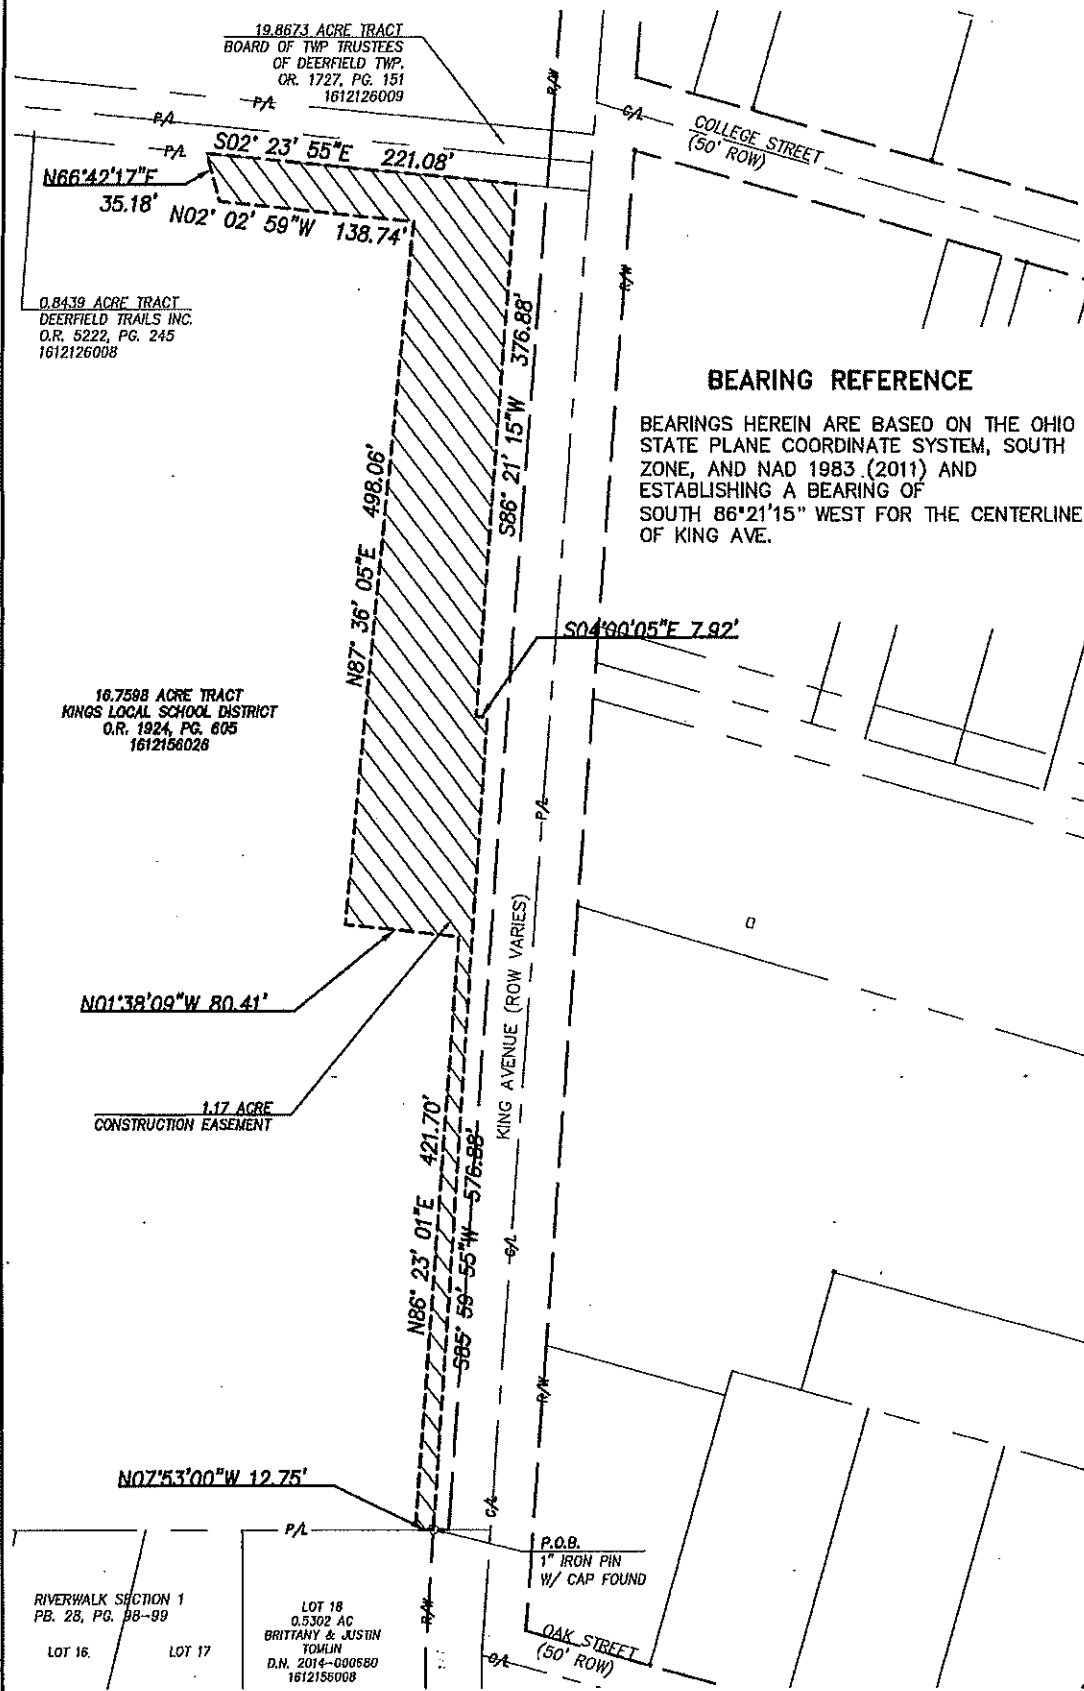 19.8673 ACRE TRACT
BOARD OF TWP TRUSTEES
OF DEERFIELD TWP.
OR. 1727, PG. 151
1612126009
R/W
P/L
P/L
P/L
C/L
COLLEGE STREET
(50' ROW)
S02° 23' 55"E 221.08'
N66°42'17"E
35.18'
N02° 02' 59"W 138.74'
R/W
0.8439 ACRE TRACT
DEERFIELD TRAILS INC.
O.R. 5222, PG. 245
1612126008
S86° 21' 15"W 376.88'
BEARING REFERENCE
BEARINGS HEREIN ARE BASED ON THE OHIO
STATE PLANE COORDINATE SYSTEM, SOUTH
ZONE, AND NAD 1983 (2011) AND
ESTABLISHING A BEARING OF
SOUTH 86°21'15" WEST FOR THE CENTERLINE
OF KING AVE.
N87° 36' 05"E 498.06'
S04°00'05"E 7.92'
16.7598 ACRE TRACT
KINGS LOCAL SCHOOL DISTRICT
O.R. 1924, PG. 605
1612156026
P/L
KING AVENUE (ROW VARIES)
N01°38'09"W 80.41'
1.17 ACRE
CONSTRUCTION EASEMENT
N86° 23' 01"E 421.70'
S85° 59' 55"W 576.88'
C/L
R/W
N07°53'00"W 12.75'
C/L
P/L
P.O.B.
1" IRON PIN
W/ CAP FOUND
RIVERWALK SECTION 1
PB. 28, PG. 98-99
LOT 16
LOT 17
LOT 18
0.5302 AC
BRITTANY & JUSTIN
TOMLIN
D.N. 2014-000680
1612156008
R/W
C/L
OAK STREET
(50' ROW)